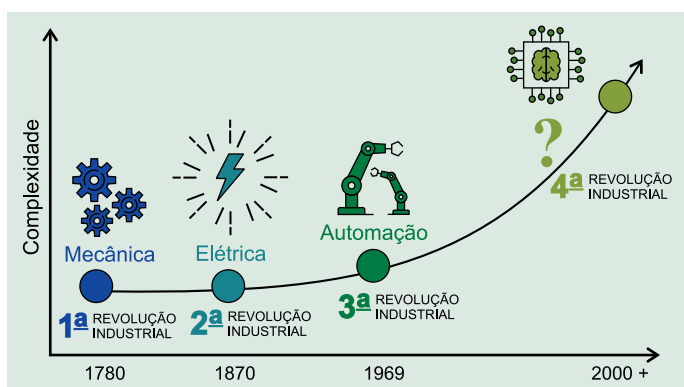 Complexidade
Mecânica
1ª REVOLUÇÃO
INDUSTRIAL
Elétrica
2ª REVOLUÇÃO
INDUSTRIAL
Automação
3ª REVOLUÇÃO
INDUSTRIAL
?
4ª REVOLUÇÃO
INDUSTRIAL
1780
1870
1969
2000 +